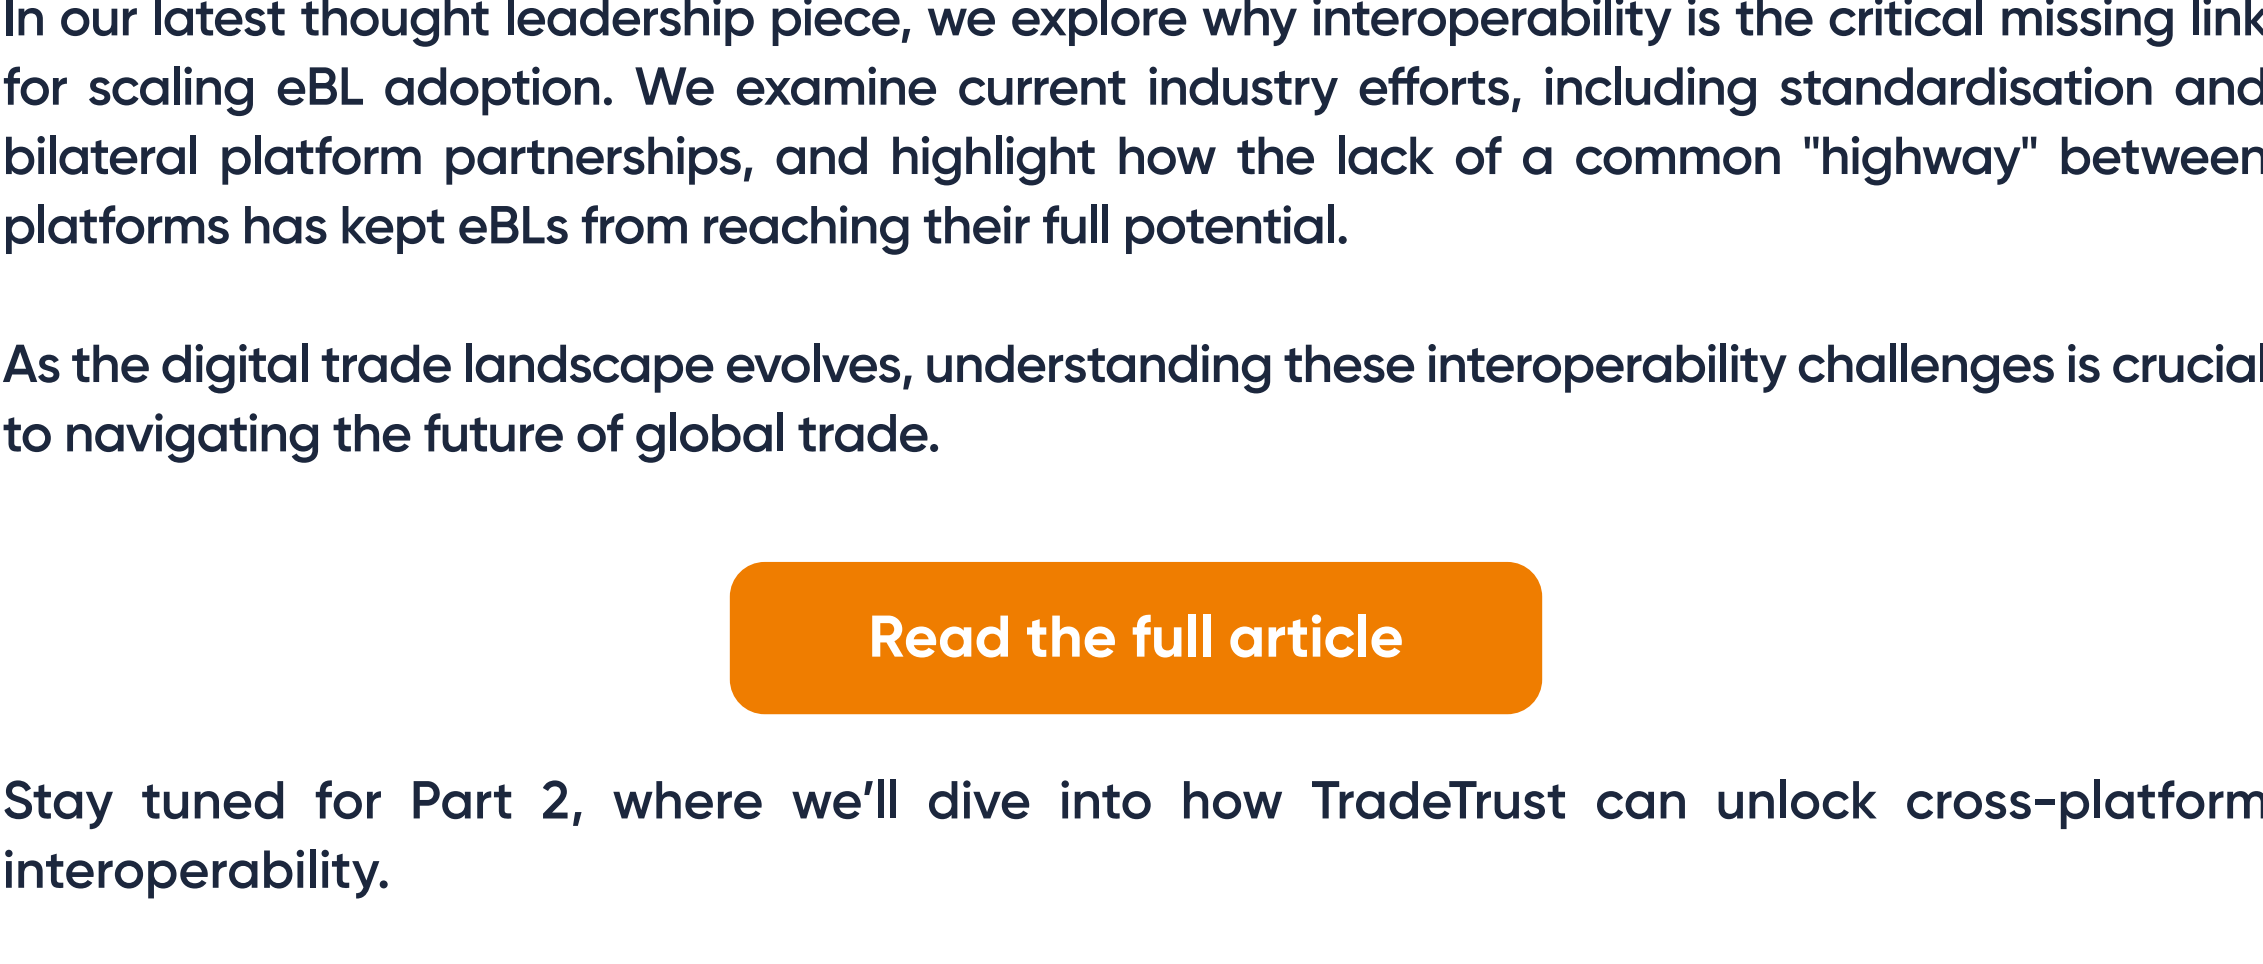 In our latest thought leadership piece, we explore why interoperability is the critical missing link
for scaling eBL adoption. We examine current industry efforts, including standardisation and
bilateral platform partnerships, and highlight how the lack of a common "highway" between
platforms has kept eBLs from reaching their full potential.
As the digital trade landscape evolves, understanding these interoperability challenges is crucial
to navigating the future of global trade.
Read the full article
Stay tuned for Part 2, where we’ll dive into how TradeTrust can unlock cross-platform
interoperability.